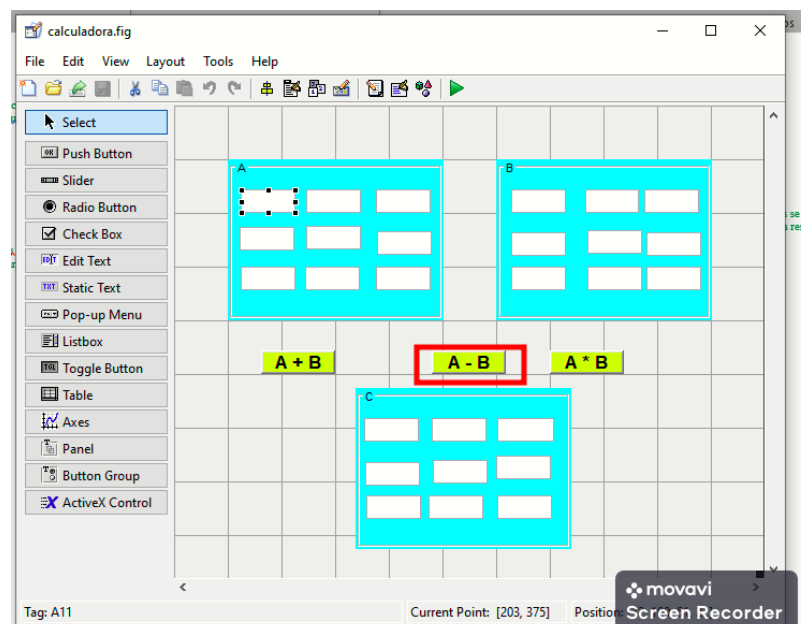 calculadora.fig
File Edit View Layout Tools Help
Select
Push Button
Slider
Radio Button
Check Box
Edit Text
Static Text
Pop-up Menu
Listbox
Toggle Button
Table
Axes
Panel
Button Group
ActiveX Control
A
B
A + B
A - B
A * B
C
movavi
Screen Recorder
Tag: A11
Current Point: [203, 375]
Position: